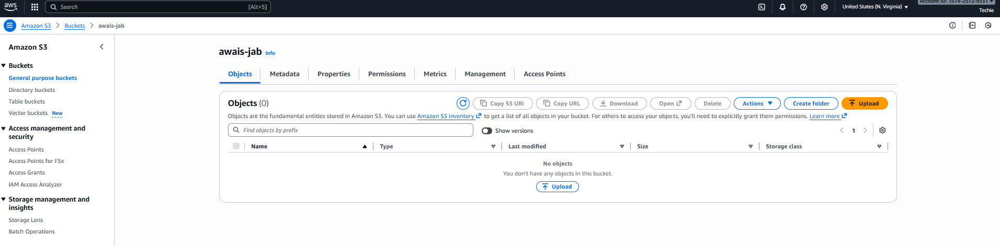 aws
Search [Alt+S]
United States (N. Virginia)
Account ID: 1574-2572-9331
Techie
Amazon S3 Buckets awais-jab
Amazon S3
Buckets
General purpose buckets
Directory buckets
Table buckets
Vector buckets New
Access management and
security
Access Points
Access Points for FSx
Access Grants
IAM Access Analyzer
Storage management and
insights
Storage Lens
Batch Operations
awais-jab Info
Objects Metadata Properties Permissions Metrics Management Access Points
Objects (0) Copy S3 URI Copy URL Download Open Delete Actions Create folder Upload
Objects are the fundamental entities stored in Amazon S3. You can use Amazon S3 inventory to get a list of all objects in your bucket. For others to access your objects, you'll need to explicitly grant them permissions. Learn more
Find objects by prefix Show versions 1
Name Type Last modified Size Storage class
No objects
You don't have any objects in this bucket.
Upload